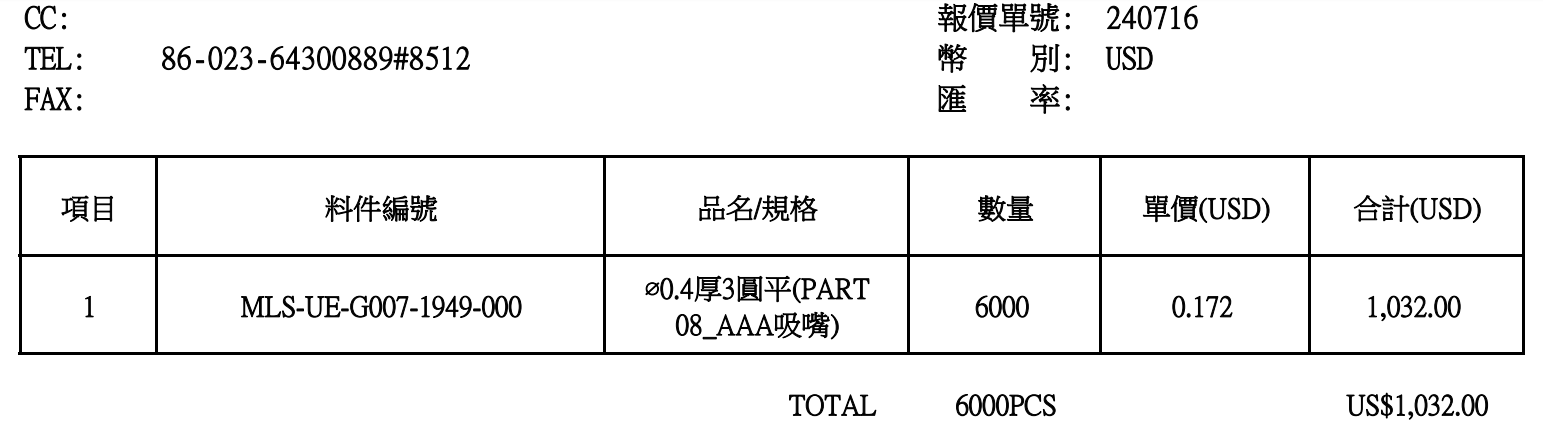 CC: 報價單號: 240716
TEL: 86-023-64300889#8512 幣 別: USD
FAX: 匯 率:
項目 料件編號 品名/規格 數量 單價(USD) 合計(USD)
1 MLS-UE-G007-1949-000 ⌀0.4厚3圓平(PART 6000 0.172 1,032.00
08_AAA吸嘴)
TOTAL 6000PCS US$1,032.00